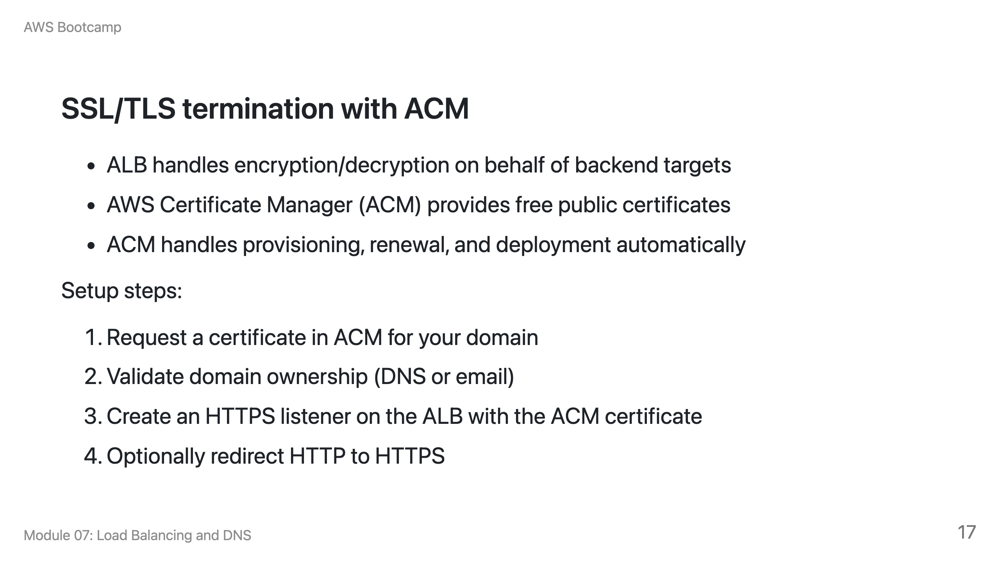 AWS Bootcamp
SSL/TLS termination with ACM
• ALB handles encryption/decryption on behalf of backend targets
• AWS Certificate Manager (ACM) provides free public certificates
• ACM handles provisioning, renewal, and deployment automatically
Setup steps:
1. Request a certificate in ACM for your domain
2. Validate domain ownership (DNS or email)
3. Create an HTTPS listener on the ALB with the ACM certificate
4. Optionally redirect HTTP to HTTPS
Module 07: Load Balancing and DNS
17